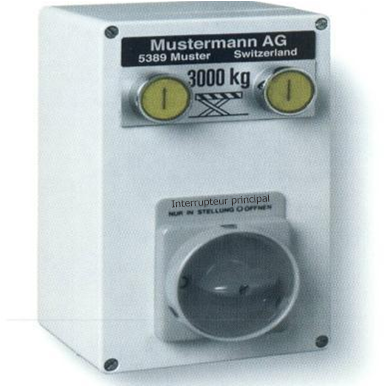 Mustermann AG
5389 Muster Switzerland
3000 kg
I I
Interrupteur principal
NUR IN STELLUNG O ÖFFNEN